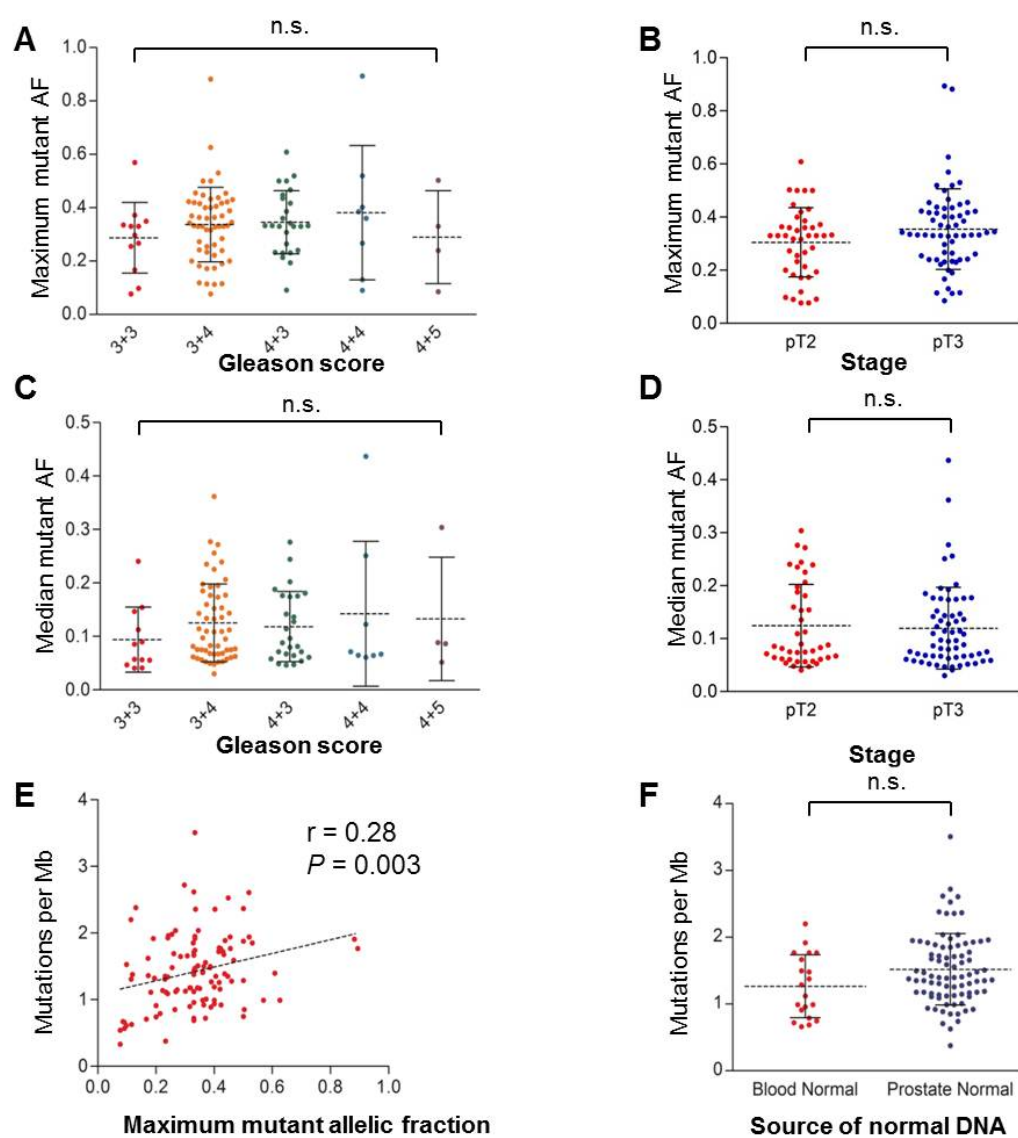 A
n.s.
Maximum mutant AF
1.0
0.8
0.6
0.4
0.2
0.0
3+3
3+4
4+3
4+4
4+5
Gleason score
B
n.s.
Maximum mutant AF
1.0
0.8
0.6
0.4
0.2
0.0
pT2
pT3
Stage
C
n.s.
Median mutant AF
0.5
0.4
0.3
0.2
0.1
0.0
3+3
3+4
4+3
4+4
4+5
Gleason score
D
n.s.
Median mutant AF
0.5
0.4
0.3
0.2
0.1
0.0
pT2
pT3
Stage
E
r = 0.28
P = 0.003
Mutations per Mb
4
3
2
1
0
0.0
0.2
0.4
0.6
0.8
1.0
Maximum mutant allelic fraction
F
n.s.
Mutations per Mb
4
3
2
1
0
Blood Normal
Prostate Normal
Source of normal DNA